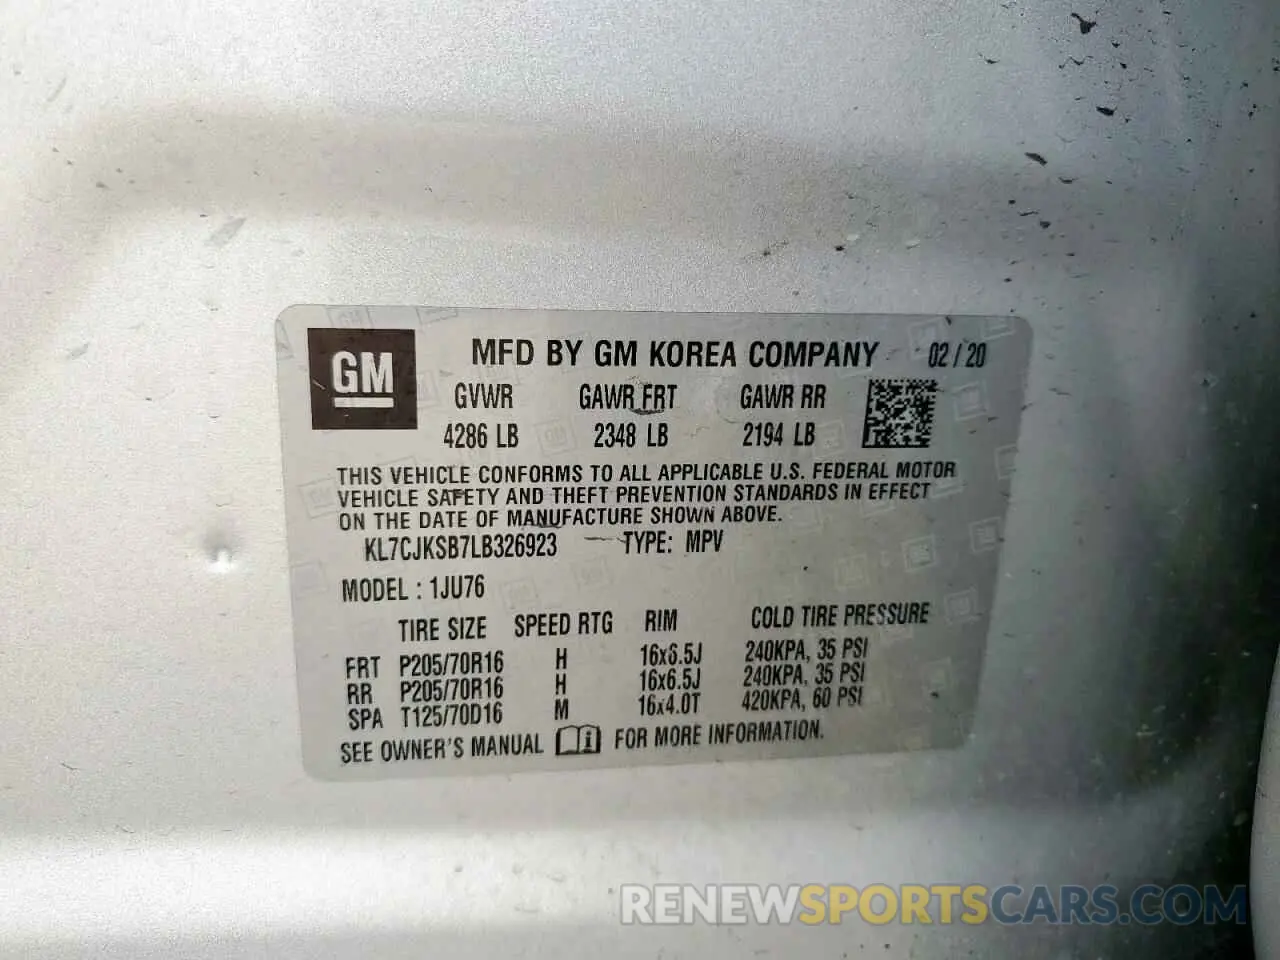 GM
MFD BY GM KOREA COMPANY 02/20
GVWR GAWR FRT GAWR RR
4286 LB 2348 LB 2194 LB
THIS VEHICLE CONFORMS TO ALL APPLICABLE U.S. FEDERAL MOTOR
VEHICLE SAFETY AND THEFT PREVENTION STANDARDS IN EFFECT
ON THE DATE OF MANUFACTURE SHOWN ABOVE.
KL7CJKSB7LB326923 TYPE: MPV
MODEL : 1JU76
TIRE SIZE SPEED RTG RIM COLD TIRE PRESSURE
FRT P205/70R16 H 16x6.5J 240KPA, 35 PSI
RR P205/70R16 H 16x6.5J 240KPA, 35 PSI
SPA T125/70D16 M 16x4.0T 420KPA, 60 PSI
SEE OWNER'S MANUAL FOR MORE INFORMATION.
RENEWSPORTSCARS.COM